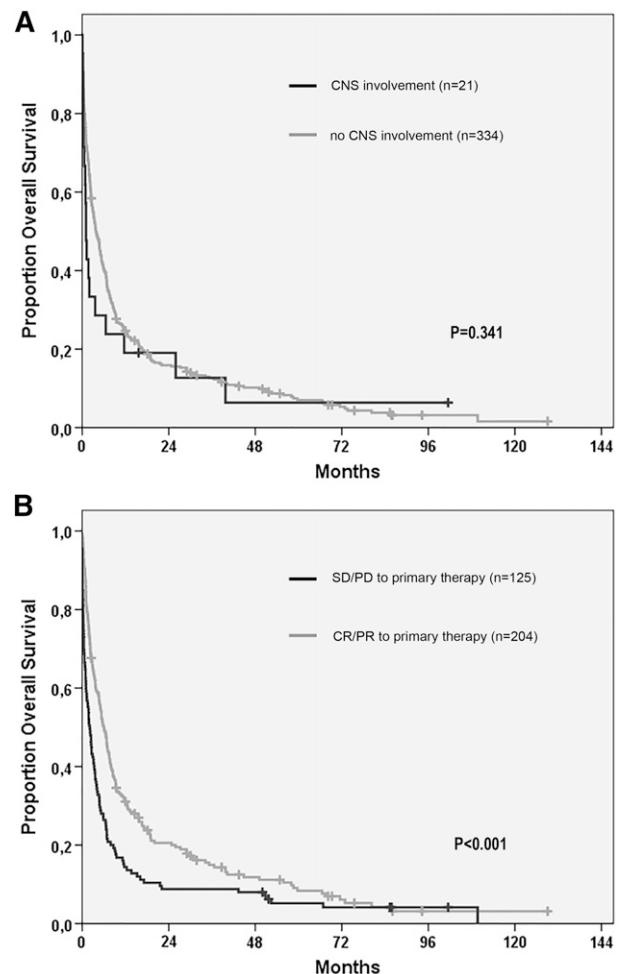 A
Proportion Overall Survival
1,0
0,8
0,6
0,4
0,2
0,0
CNS involvement (n=21)
no CNS involvement (n=334)
P=0.341
0 24 48 72 96 120 144
Months
B
Proportion Overall Survival
1,0
0,8
0,6
0,4
0,2
0,0
SD/PD to primary therapy (n=125)
CR/PR to primary therapy (n=204)
P<0.001
0 24 48 72 96 120 144
Months